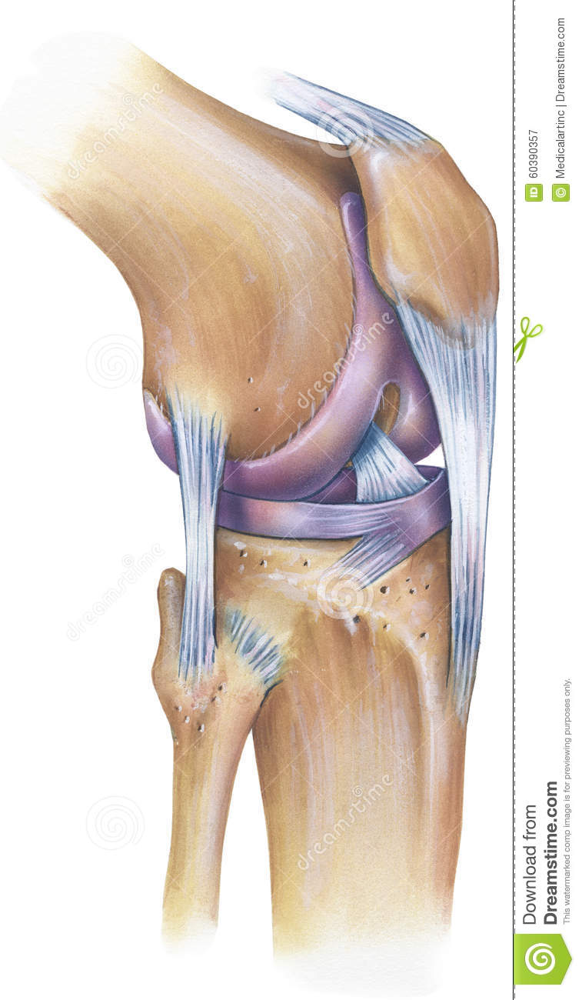 dreamstime
dreamstime
dreamstime
dreamstime
ID 60390357
© Medicalartinc | Dreamstime.com
Download from
Dreamstime.com
This watermarked comp image is for previewing purposes only.